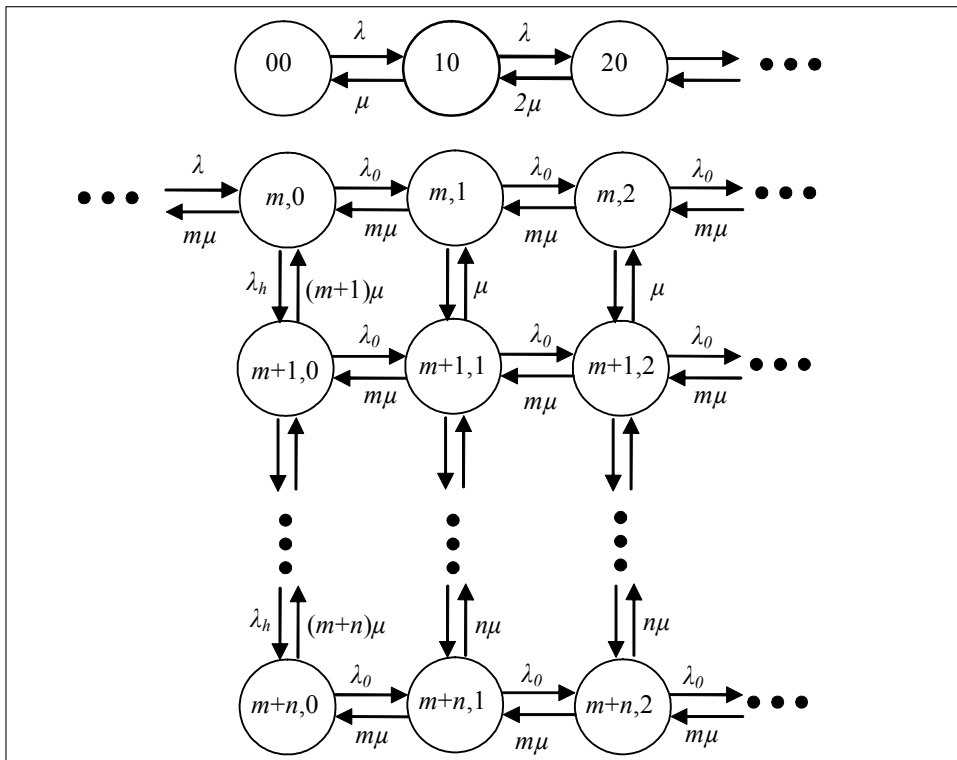 λ λ
00 10 20
μ 2μ
λ λ₀ λ₀ λ₀
m,0 m,1 m,2
mμ mμ mμ mμ
λₕ (m+1)μ μ μ
λ₀ λ₀ λ₀
m+1,0 m+1,1 m+1,2
mμ mμ mμ
λₕ (m+n)μ nμ nμ
λ₀ λ₀ λ₀
m+n,0 m+n,1 m+n,2
mμ mμ mμ